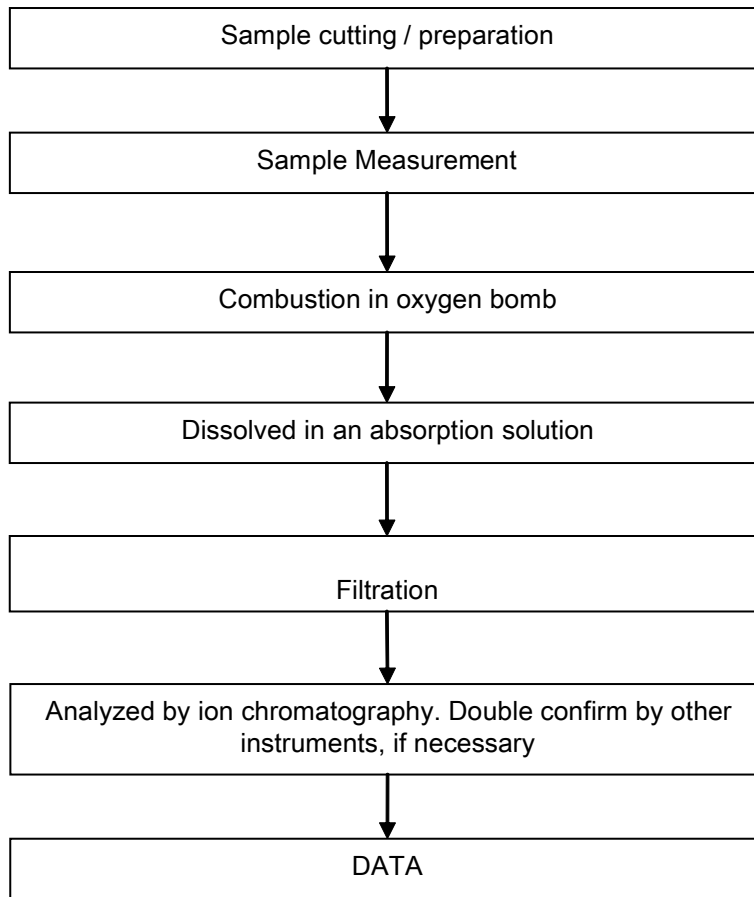 Sample cutting / preparation
Sample Measurement
Combustion in oxygen bomb
Dissolved in an absorption solution
Filtration
Analyzed by ion chromatography. Double confirm by other
instruments, if necessary
DATA